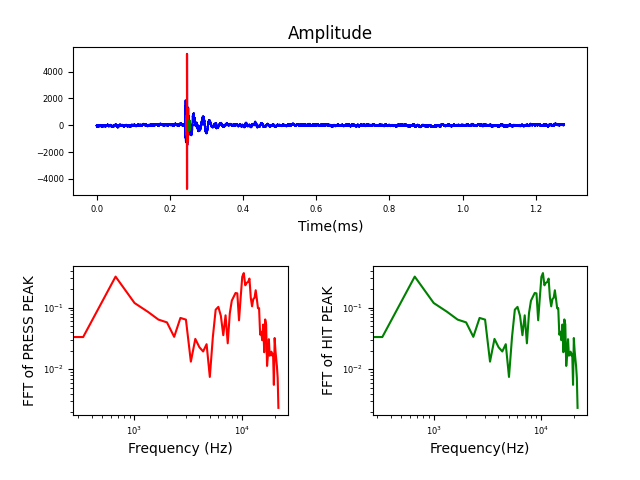 Amplitude
4000
2000
0
−2000
−4000
0.0 0.2 0.4 0.6 0.8 1.0 1.2
Time(ms)
FFT of PRESS PEAK
10⁻¹
10⁻²
10³ 10⁴
Frequency (Hz)
FFT of HIT PEAK
10⁻¹
10⁻²
10³ 10⁴
Frequency(Hz)